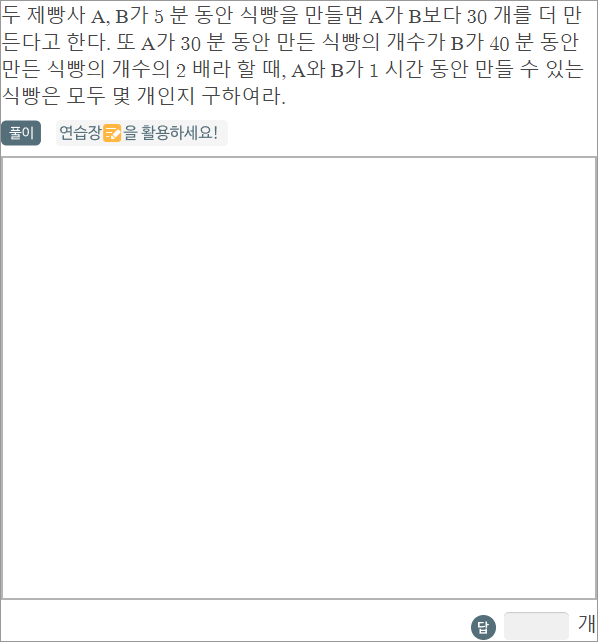 두 제빵사 A, B가 5 분 동안 식빵을 만들면 A가 B보다 30 개를 더 만
든다고 한다. 또 A가 30 분 동안 만든 식빵의 개수가 B가 40 분 동안
만든 식빵의 개수의 2 배라 할 때, A와 B가 1 시간 동안 만들 수 있는
식빵은 모두 몇 개인지 구하여라.
풀이 연습장을 활용하세요!
답 개